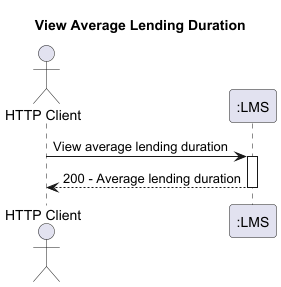 View Average Lending Duration
HTTP Client
:LMS
View average lending duration
200 - Average lending duration
HTTP Client
:LMS